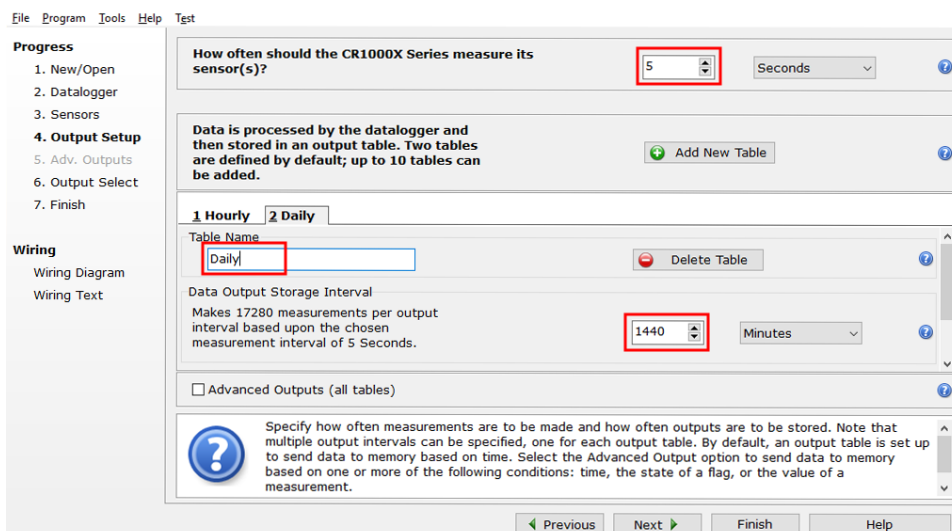 File Program Tools Help Test
Progress
1. New/Open
2. Datalogger
3. Sensors
4. Output Setup
5. Adv. Outputs
6. Output Select
7. Finish
Wiring
Wiring Diagram
Wiring Text
How often should the CR1000X Series measure its
sensor(s)?
5
Seconds
Data is processed by the datalogger and
then stored in an output table. Two tables
are defined by default; up to 10 tables can
be added.
Add New Table
1 Hourly
2 Daily
Table Name
Daily
Delete Table
Data Output Storage Interval
Makes 17280 measurements per output
interval based upon the chosen
measurement interval of 5 Seconds.
1440
Minutes
Advanced Outputs (all tables)
Specify how often measurements are to be made and how often outputs are to be stored. Note that
multiple output intervals can be specified, one for each output table. By default, an output table is set up
to send data to memory based on time. Select the Advanced Output option to send data to memory
based on one or more of the following conditions: time, the state of a flag, or the value of a
measurement.
Previous
Next
Finish
Help